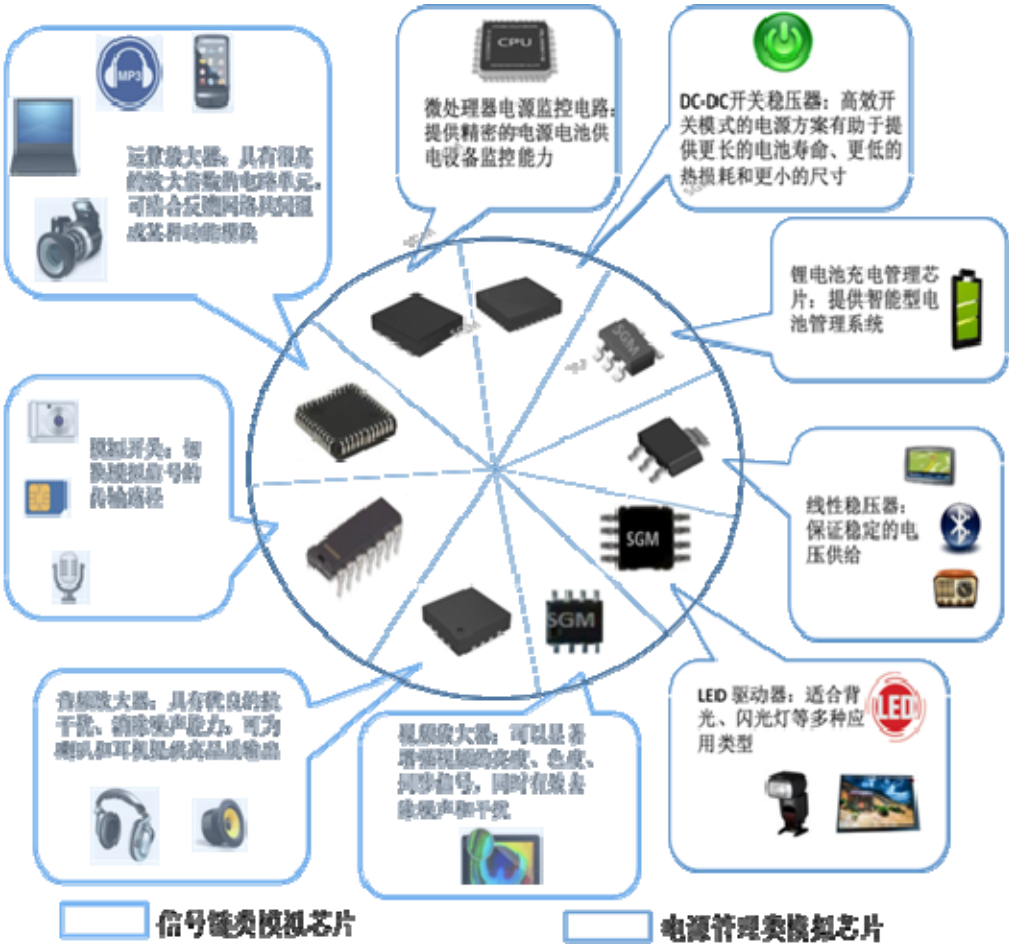 MP3
运算放大器：具有很高
的放大倍数的电路单元，
可结合反馈网络共同组
成某种功能模块
CPU
微处理器电源监控电路：
提供精密的电源电池供
电设备监控能力
DC-DC开关稳压器：高效开
关模式的电源方案有助于提
供更长的电池寿命、更低的
热损耗和更小的尺寸
锂电池充电管理芯
片：提供智能型电
池管理系统
SGM
模拟开关：切
换模拟信号的
传输路径
线性稳压器：
保证稳定的电
压供给
SGM
SGM
音频放大器：具有优良的抗
干扰、消除噪声能力，可为
喇叭和耳机提供高品质输出
视频放大器：可以显著
增强视频的亮度、色度、
同步信号，同时有效去
除噪声和干扰
LED 驱动器：适合背
光、闪光灯等多种应
用类型
LED
信号链类模拟芯片
电源管理类模拟芯片